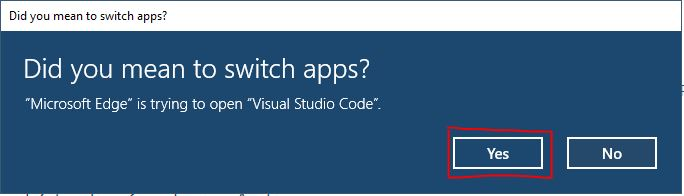 Did you mean to switch apps?
Did you mean to switch apps?
"Microsoft Edge" is trying to open "Visual Studio Code".
Yes No